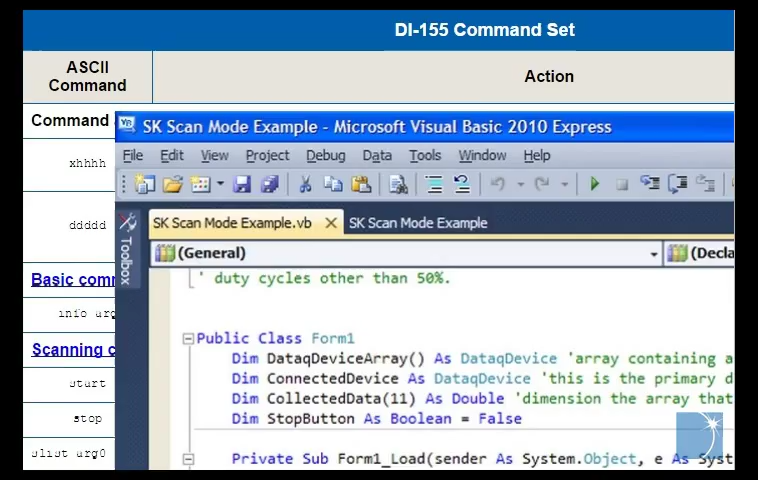 DI-155 Command Set
ASCII
Command
Action
Command
xhhhh
ddddd
Basic com
info arg
Scanning c
start
stop
slist arg0
SK Scan Mode Example - Microsoft Visual Basic 2010 Express
File Edit View Project Debug Data Tools Window Help
SK Scan Mode Example.vb SK Scan Mode Example
Toolbox
(General) (Decla
' duty cycles other than 50%.
Public Class Form1
Dim DataqDeviceArray() As DataqDevice 'array containing a
Dim ConnectedDevice As DataqDevice 'this is the primary d
Dim CollectedData(11) As Double 'dimension the array that
Dim StopButton As Boolean = False
Private Sub Form1_Load(sender As System.Object, e As Syst